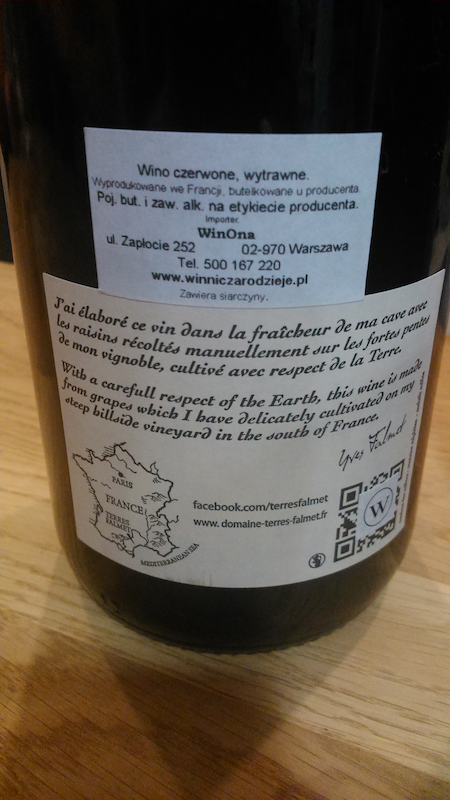 Wino czerwone, wytrawne.
Wyprodukowane we Francji, butelkowane u producenta.
Poj. but. i zaw. alk. na etykiecie producenta.
Importer.
WinOna
ul. Zapłocie 252 02-970 Warszawa
Tel. 500 167 220
www.winniczarodzieje.pl
Zawiera siarczyny.
J'ai élaboré ce vin dans la fraîcheur de ma cave avec
les raisins récoltés manuellement sur les fortes pentes
de mon vignoble, cultivé avec respect de la Terre.
With a carefull respect of the Earth, this wine is made
from grapes which I have delicately cultivated on my
steep hillside vineyard in the south of France.
Yves Falmet
PARIS
FRANCE
TERRES
FALMET
MEDITERRANEAN SEA
facebook.com/terresfalmet
www.domaine-terres-falmet.fr
W